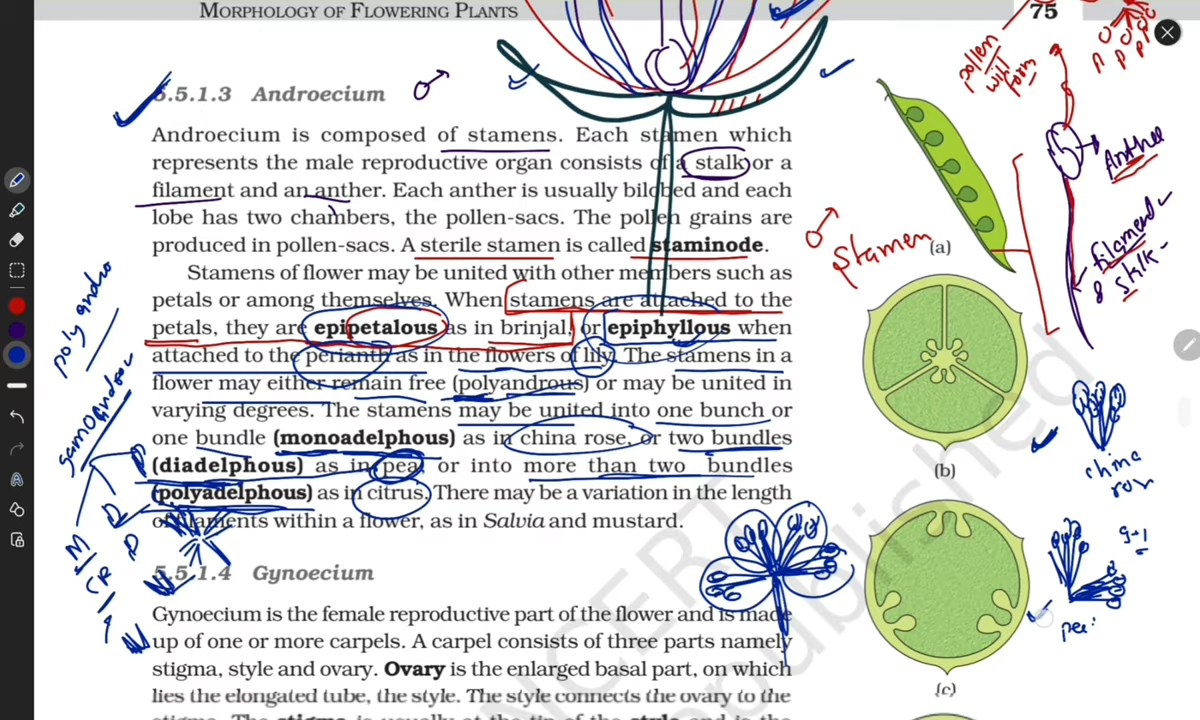 MORPHOLOGY OF FLOWERING PLANTS
75
5.5.1.3 Androecium
Androecium is composed of stamens. Each stamen which
represents the male reproductive organ consists of a stalk or a
filament and an anther. Each anther is usually bilobed and each
lobe has two chambers, the pollen-sacs. The pollen grains are
produced in pollen-sacs. A sterile stamen is called staminode.
Stamens of flower may be united with other members such as
petals or among themselves. When stamens are attached to the
petals, they are epipetalous as in brinjal, or epiphyllous when
attached to the perianth as in the flowers of lily. The stamens in a
flower may either remain free (polyandrous) or may be united in
varying degrees. The stamens may be united into one bunch or
one bundle (monoadelphous) as in china rose, or two bundles
(diadelphous) as in pea, or into more than two bundles
(polyadelphous) as in citrus. There may be a variation in the length
of filaments within a flower, as in Salvia and mustard.
5.5.1.4 Gynoecium
Gynoecium is the female reproductive part of the flower and is made
up of one or more carpels. A carpel consists of three parts namely
stigma, style and ovary. Ovary is the enlarged basal part, on which
lies the elongated tube, the style. The style connects the ovary to the
pollen
will
form
Stamen
(a)
(b)
(c)
poly andro
M
CR
P
D
china
9+1
NCERT
republished